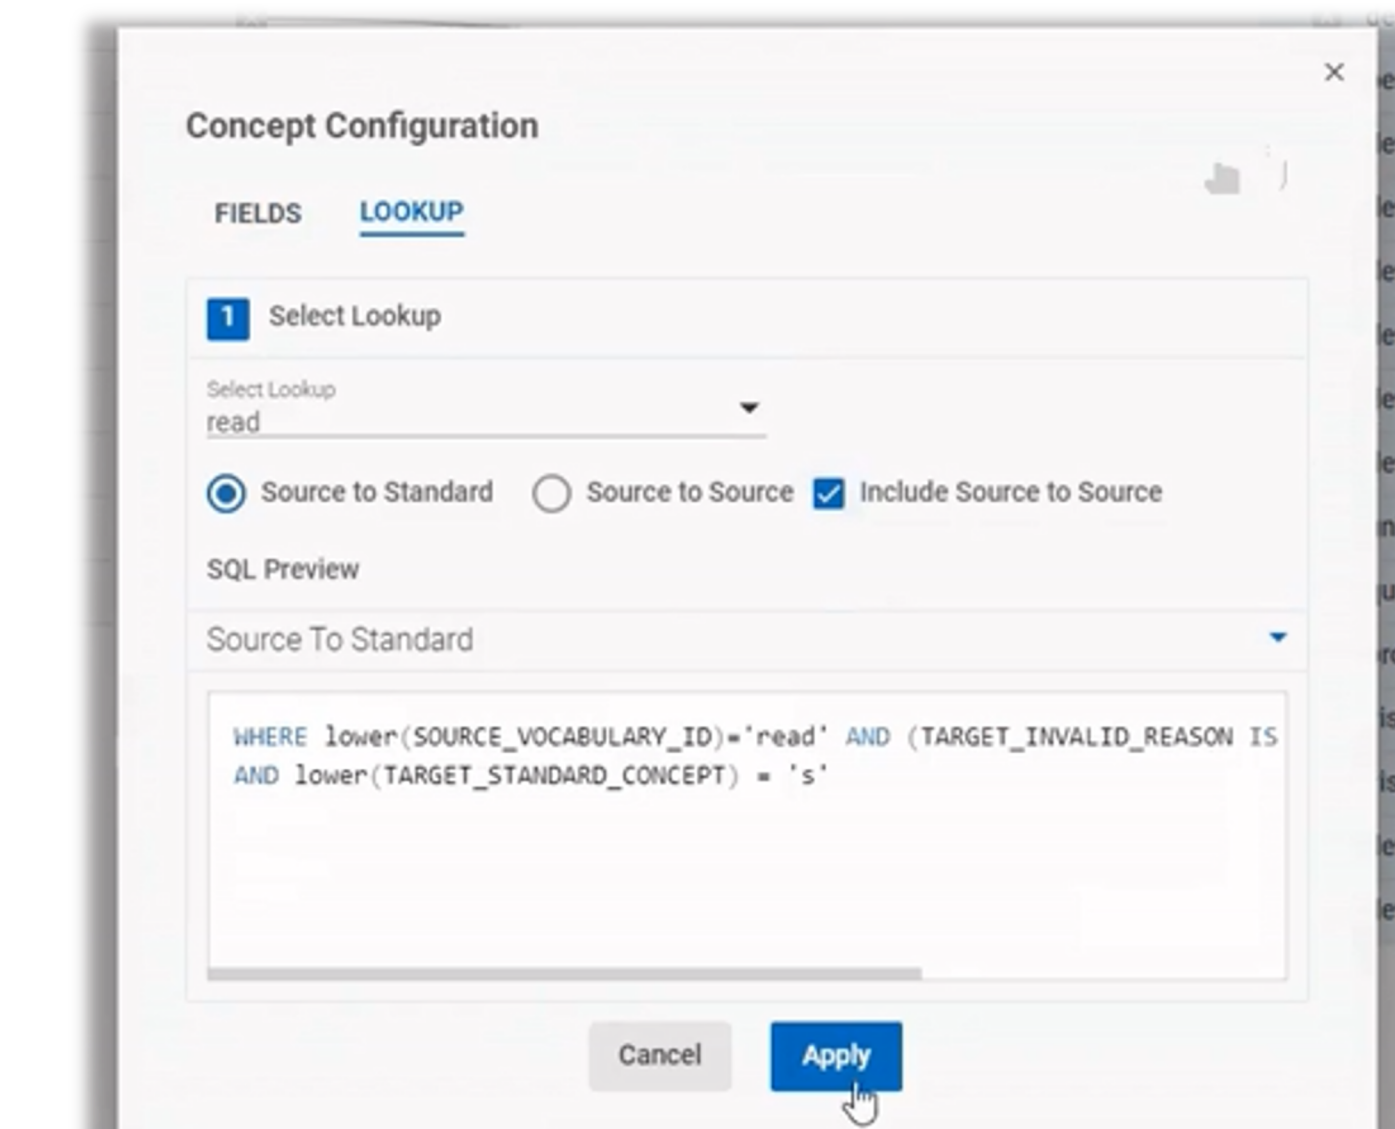 Concept Configuration
FIELDS LOOKUP
1 Select Lookup
Select Lookup
read
Source to Standard Source to Source Include Source to Source
SQL Preview
Source To Standard
WHERE lower(SOURCE_VOCABULARY_ID)='read' AND (TARGET_INVALID_REASON IS
AND lower(TARGET_STANDARD_CONCEPT) = 's'
Cancel Apply